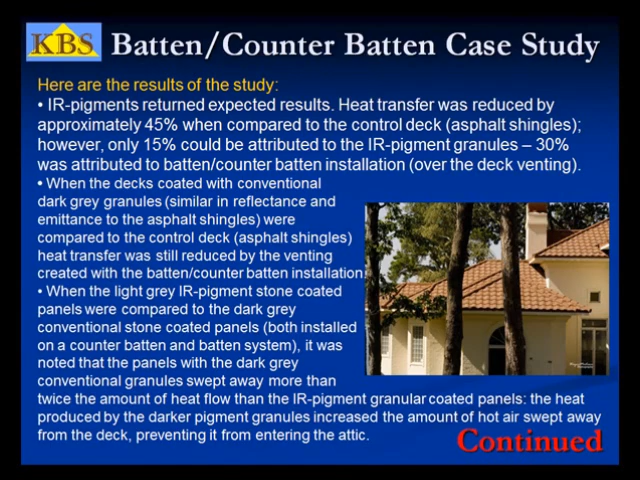 KBS Batten/Counter Batten Case Study
Here are the results of the study:
• IR-pigments returned expected results. Heat transfer was reduced by
approximately 45% when compared to the control deck (asphalt shingles);
however, only 15% could be attributed to the IR-pigment granules – 30%
was attributed to batten/counter batten installation (over the deck venting).
• When the decks coated with conventional
dark grey granules (similar in reflectance and
emittance to the asphalt shingles) were
compared to the control deck (asphalt shingles)
heat transfer was still reduced by the venting
created with the batten/counter batten installation
• When the light grey IR-pigment stone coated
panels were compared to the dark grey
conventional stone coated panels (both installed
on a counter batten and batten system), it was
noted that the panels with the dark grey
conventional granules swept away more than
twice the amount of heat flow than the IR-pigment granular coated panels: the heat
produced by the darker pigment granules increased the amount of hot air swept away
from the deck, preventing it from entering the attic.
Continued